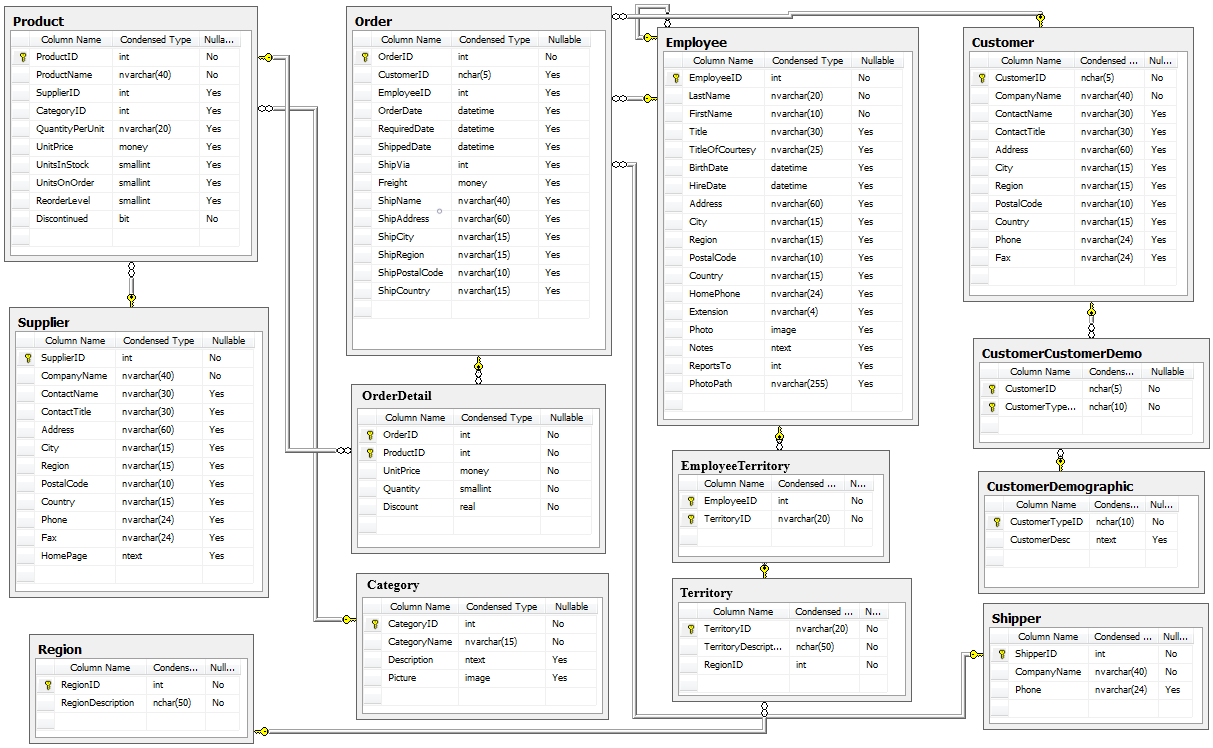 Product
Column Name Condensed Type Nulla...
ProductID int No
ProductName nvarchar(40) No
SupplierID int Yes
CategoryID int Yes
QuantityPerUnit nvarchar(20) Yes
UnitPrice money Yes
UnitsInStock smallint Yes
UnitsOnOrder smallint Yes
ReorderLevel smallint Yes
Discontinued bit No
Order
Column Name Condensed Type Nullable
OrderID int No
CustomerID nchar(5) Yes
EmployeeID int Yes
OrderDate datetime Yes
RequiredDate datetime Yes
ShippedDate datetime Yes
ShipVia int Yes
Freight money Yes
ShipName nvarchar(40) Yes
ShipAddress nvarchar(60) Yes
ShipCity nvarchar(15) Yes
ShipRegion nvarchar(15) Yes
ShipPostalCode nvarchar(10) Yes
ShipCountry nvarchar(15) Yes
Employee
Column Name Condensed Type Nullable
EmployeeID int No
LastName nvarchar(20) No
FirstName nvarchar(10) No
Title nvarchar(30) Yes
TitleOfCourtesy nvarchar(25) Yes
BirthDate datetime Yes
HireDate datetime Yes
Address nvarchar(60) Yes
City nvarchar(15) Yes
Region nvarchar(15) Yes
PostalCode nvarchar(10) Yes
Country nvarchar(15) Yes
HomePhone nvarchar(24) Yes
Extension nvarchar(4) Yes
Photo image Yes
Notes ntext Yes
ReportsTo int Yes
PhotoPath nvarchar(255) Yes
Customer
Column Name Condensed ... Nul...
CustomerID nchar(5) No
CompanyName nvarchar(40) No
ContactName nvarchar(30) Yes
ContactTitle nvarchar(30) Yes
Address nvarchar(60) Yes
City nvarchar(15) Yes
Region nvarchar(15) Yes
PostalCode nvarchar(10) Yes
Country nvarchar(15) Yes
Phone nvarchar(24) Yes
Fax nvarchar(24) Yes
Supplier
Column Name Condensed Type Nullable
SupplierID int No
CompanyName nvarchar(40) No
ContactName nvarchar(30) Yes
ContactTitle nvarchar(30) Yes
Address nvarchar(60) Yes
City nvarchar(15) Yes
Region nvarchar(15) Yes
PostalCode nvarchar(10) Yes
Country nvarchar(15) Yes
Phone nvarchar(24) Yes
Fax nvarchar(24) Yes
HomePage ntext Yes
OrderDetail
Column Name Condensed Type Nullable
OrderID int No
ProductID int No
UnitPrice money No
Quantity smallint No
Discount real No
CustomerCustomerDemo
Column Name Condens... Nullable
CustomerID nchar(5) No
CustomerType... nchar(10) No
EmployeeTerritory
Column Name Condensed ... N...
EmployeeID int No
TerritoryID nvarchar(20) No
CustomerDemographic
Column Name Condens... Nul...
CustomerTypeID nchar(10) No
CustomerDesc ntext Yes
Category
Column Name Condensed Type Nullable
CategoryID int No
CategoryName nvarchar(15) No
Description ntext Yes
Picture image Yes
Territory
Column Name Condensed ... N...
TerritoryID nvarchar(20) No
TerritoryDescript... nchar(50) No
RegionID int No
Shipper
Column Name Condensed ... Null...
ShipperID int No
CompanyName nvarchar(40) No
Phone nvarchar(24) Yes
Region
Column Name Condens... Null...
RegionID int No
RegionDescription nchar(50) No